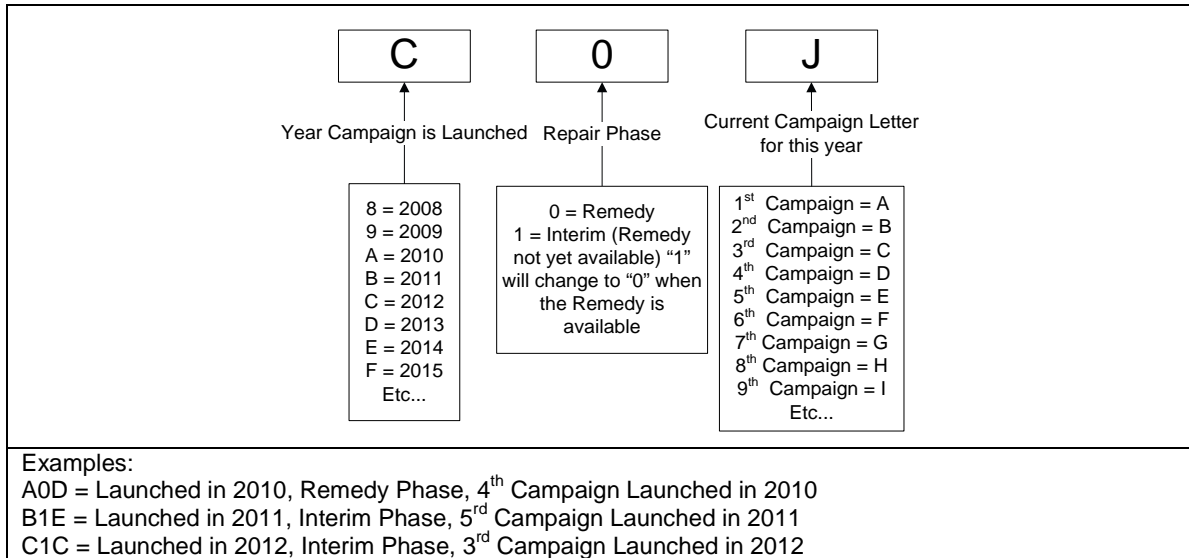 C 0 J
Year Campaign is Launched
Repair Phase
Current Campaign Letter
for this year
8 = 2008
9 = 2009
A = 2010
B = 2011
C = 2012
D = 2013
E = 2014
F = 2015
Etc...
0 = Remedy
1 = Interim (Remedy
not yet available) “1”
will change to “0” when
the Remedy is
available
1st Campaign = A
2nd Campaign = B
3rd Campaign = C
4th Campaign = D
5th Campaign = E
6th Campaign = F
7th Campaign = G
8th Campaign = H
9th Campaign = I
Etc...
Examples:
A0D = Launched in 2010, Remedy Phase, 4th Campaign Launched in 2010
B1E = Launched in 2011, Interim Phase, 5rd Campaign Launched in 2011
C1C = Launched in 2012, Interim Phase, 3rd Campaign Launched in 2012